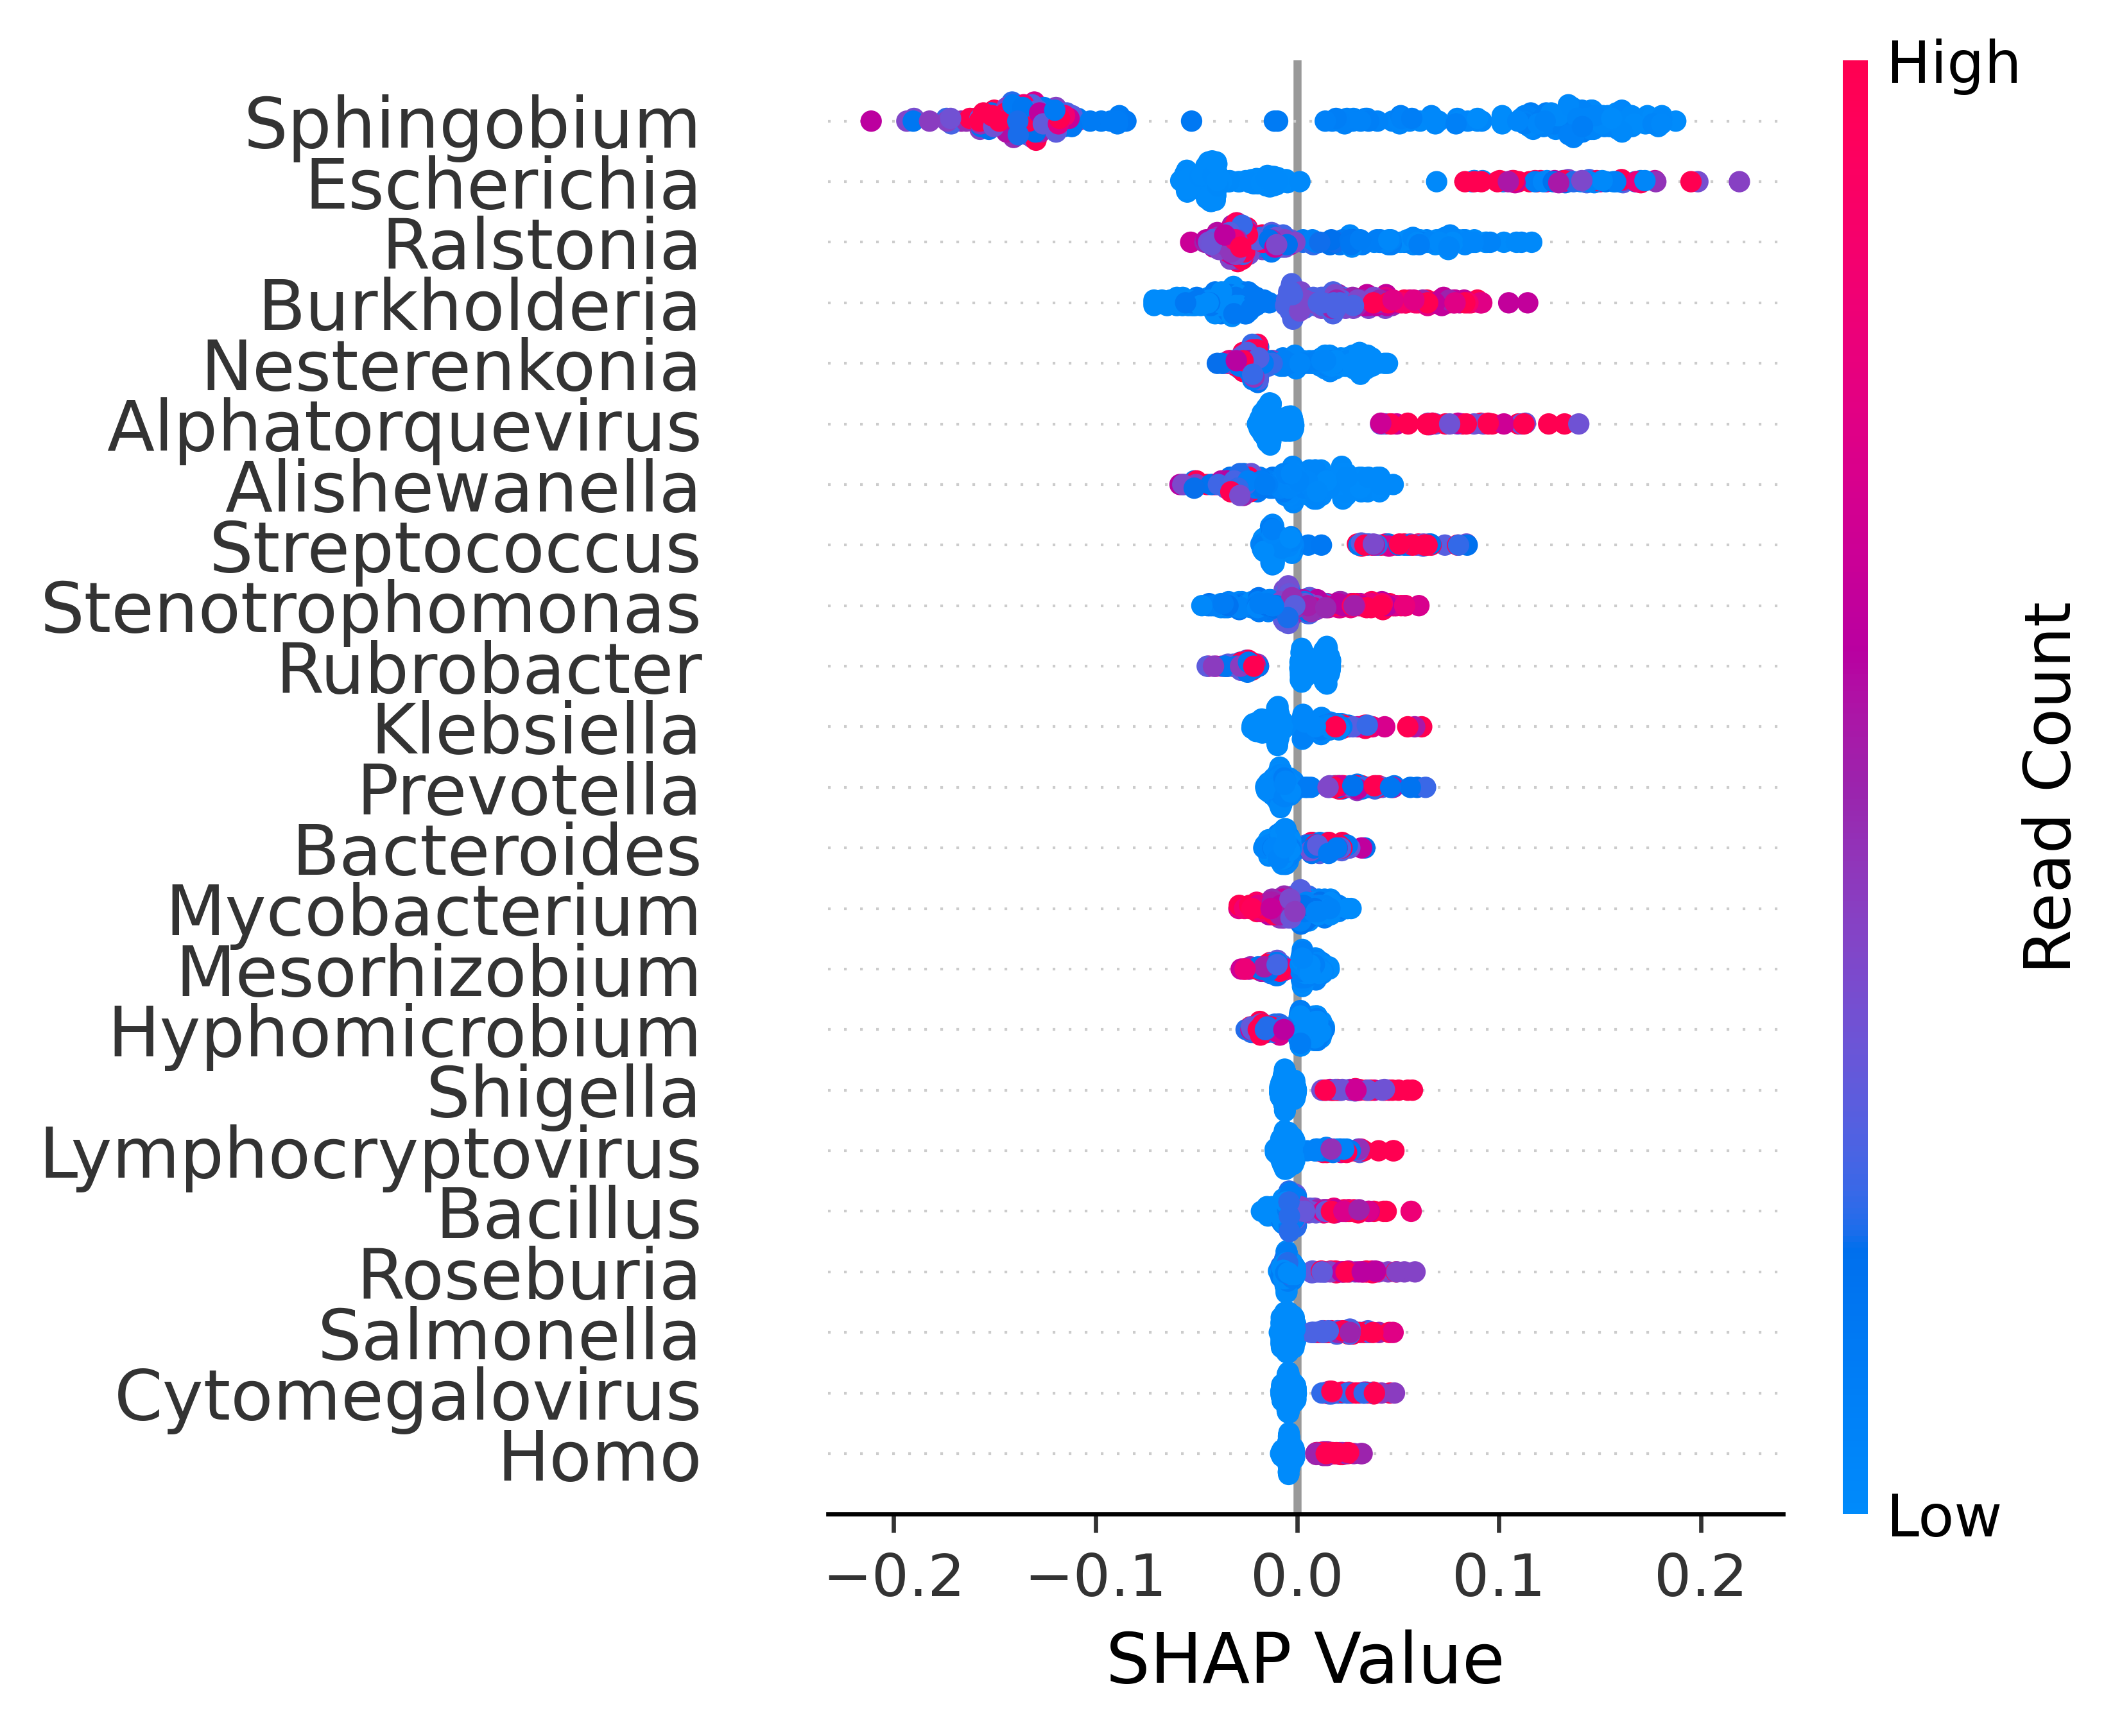 High
Sphingobium
Escherichia
Ralstonia
Burkholderia
Nesterenkonia
Alphatorquevirus
Alishewanella
Streptococcus
Stenotrophomonas
Rubrobacter
Klebsiella
Prevotella
Bacteroides
Mycobacterium
Mesorhizobium
Hyphomicrobium
Shigella
Lymphocryptovirus
Bacillus
Roseburia
Salmonella
Cytomegalovirus
Homo
Read Count
Low
−0.2 −0.1 0.0 0.1 0.2
SHAP Value